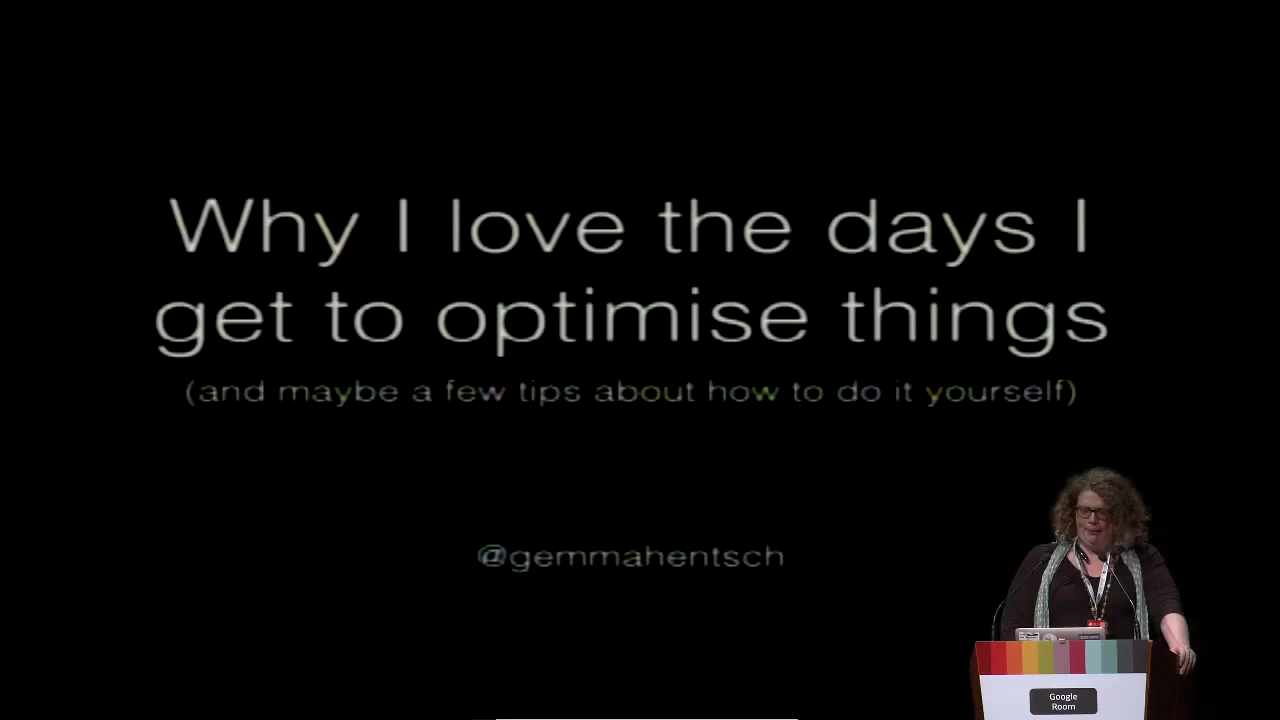 Why I love the days I
get to optimise things
(and maybe a few tips about how to do it yourself)
@gemmahentsch
Google
Room